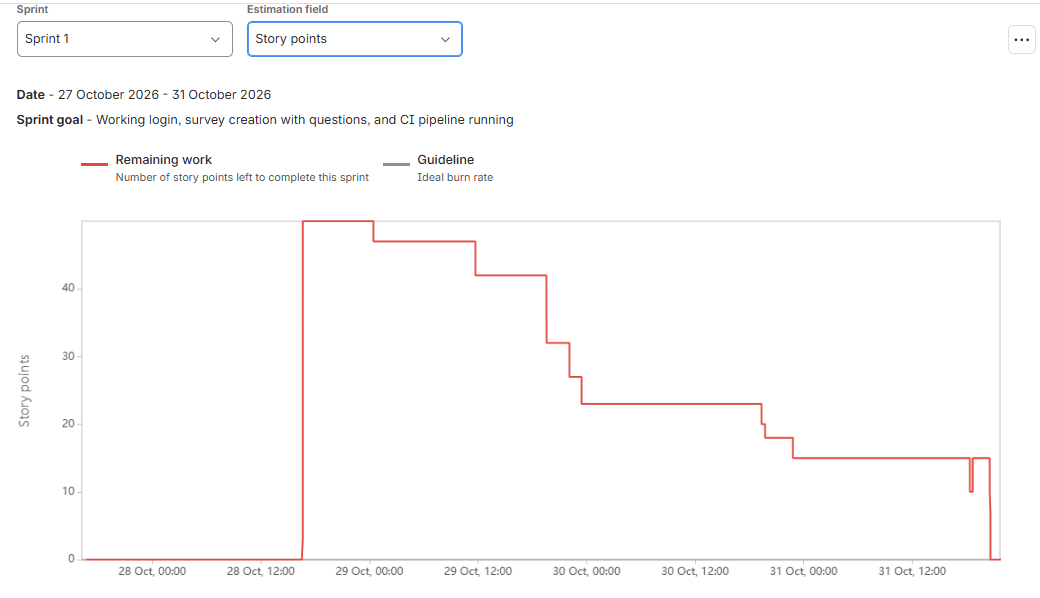 Sprint
Estimation field
Sprint 1
Story points
Date - 27 October 2026 - 31 October 2026
Sprint goal - Working login, survey creation with questions, and CI pipeline running
Remaining work
Number of story points left to complete this sprint
Guideline
Ideal burn rate
Story points
40
30
20
10
0
28 Oct, 00:00
28 Oct, 12:00
29 Oct, 00:00
29 Oct, 12:00
30 Oct, 00:00
30 Oct, 12:00
31 Oct, 00:00
31 Oct, 12:00